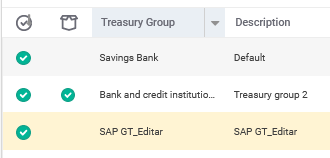 Treasury Group Description
Savings Bank Default
Bank and credit institutio... Treasury group 2
SAP GT_Editar SAP GT_Editar